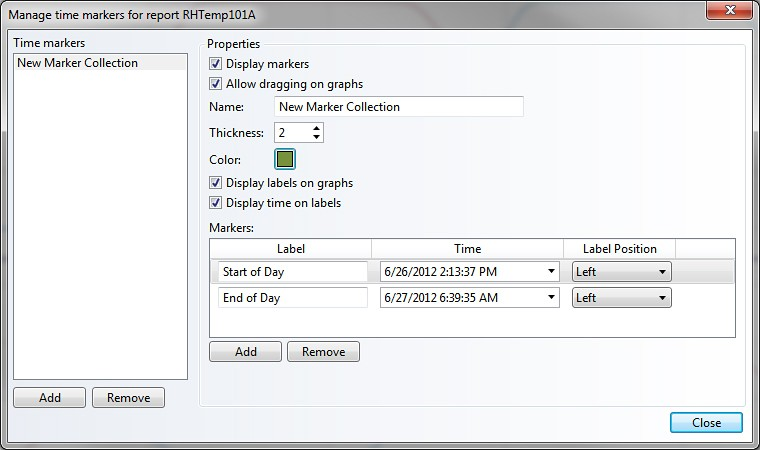 Manage time markers for report RHTemp101A
Time markers
New Marker Collection
Add
Remove
Properties
Display markers
Allow dragging on graphs
Name: New Marker Collection
Thickness: 2
Color:
Display labels on graphs
Display time on labels
Markers:
Label Time Label Position
Start of Day 6/26/2012 2:13:37 PM Left
End of Day 6/27/2012 6:39:35 AM Left
Add Remove
Close